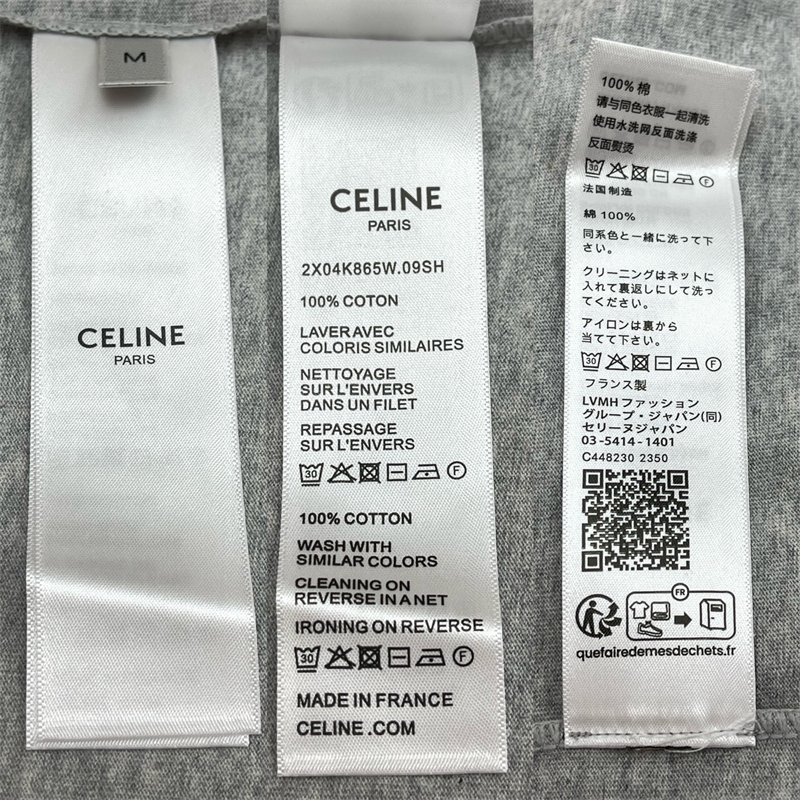 M
CELINE
PARIS
CELINE
PARIS
2X04K865W.09SH
100% COTON
LAVER AVEC
COLORIS SIMILAIRES
NETTOYAGE
SUR L'ENVERS
DANS UN FILET
REPASSAGE
SUR L'ENVERS
30 F
100% COTTON
WASH WITH
SIMILAR COLORS
CLEANING ON
REVERSE IN A NET
IRONING ON REVERSE
30 F
MADE IN FRANCE
CELINE.COM
100% 棉
请与同色衣服一起清洗
使用水洗网反面洗涤
反面熨烫
30 F
法国制造
綿 100%
同系色と一緒に洗って下
さい。
クリーニングはネットに
入れて裏返しにして洗っ
てください。
アイロンは裏から
当てて下さい。
30 F
フランス製
LVMH ファッション
グループ・ジャパン(同)
セリーヌジャパン
03-5414-1401
C448230 2350
FR
quefairedemesdechets.fr